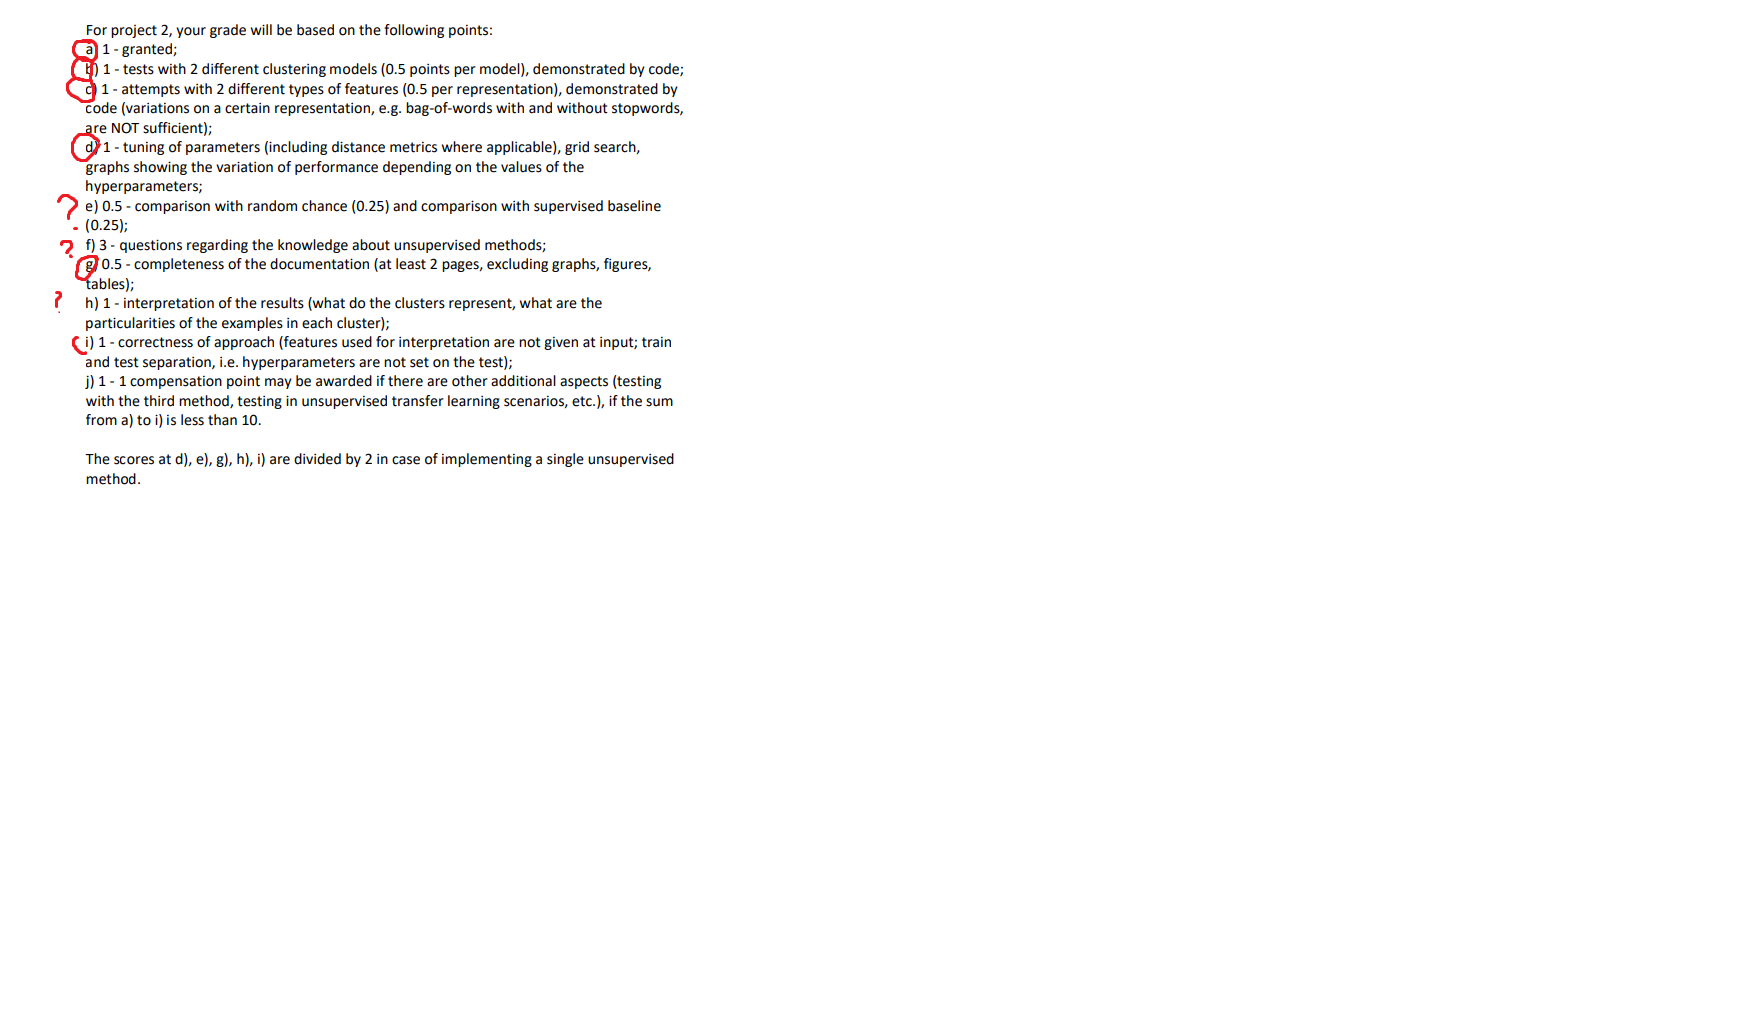 For project 2, your grade will be based on the following points:
a) 1 - granted;
b) 1 - tests with 2 different clustering models (0.5 points per model), demonstrated by code;
c) 1 - attempts with 2 different types of features (0.5 per representation), demonstrated by
code (variations on a certain representation, e.g. bag-of-words with and without stopwords,
are NOT sufficient);
d) 1 - tuning of parameters (including distance metrics where applicable), grid search,
graphs showing the variation of performance depending on the values of the
hyperparameters;
? e) 0.5 - comparison with random chance (0.25) and comparison with supervised baseline
(0.25);
? f) 3 - questions regarding the knowledge about unsupervised methods;
g) 0.5 - completeness of the documentation (at least 2 pages, excluding graphs, figures,
tables);
? h) 1 - interpretation of the results (what do the clusters represent, what are the
particularities of the examples in each cluster);
i) 1 - correctness of approach (features used for interpretation are not given at input; train
and test separation, i.e. hyperparameters are not set on the test);
j) 1 - 1 compensation point may be awarded if there are other additional aspects (testing
with the third method, testing in unsupervised transfer learning scenarios, etc.), if the sum
from a) to i) is less than 10.
The scores at d), e), g), h), i) are divided by 2 in case of implementing a single unsupervised
method.